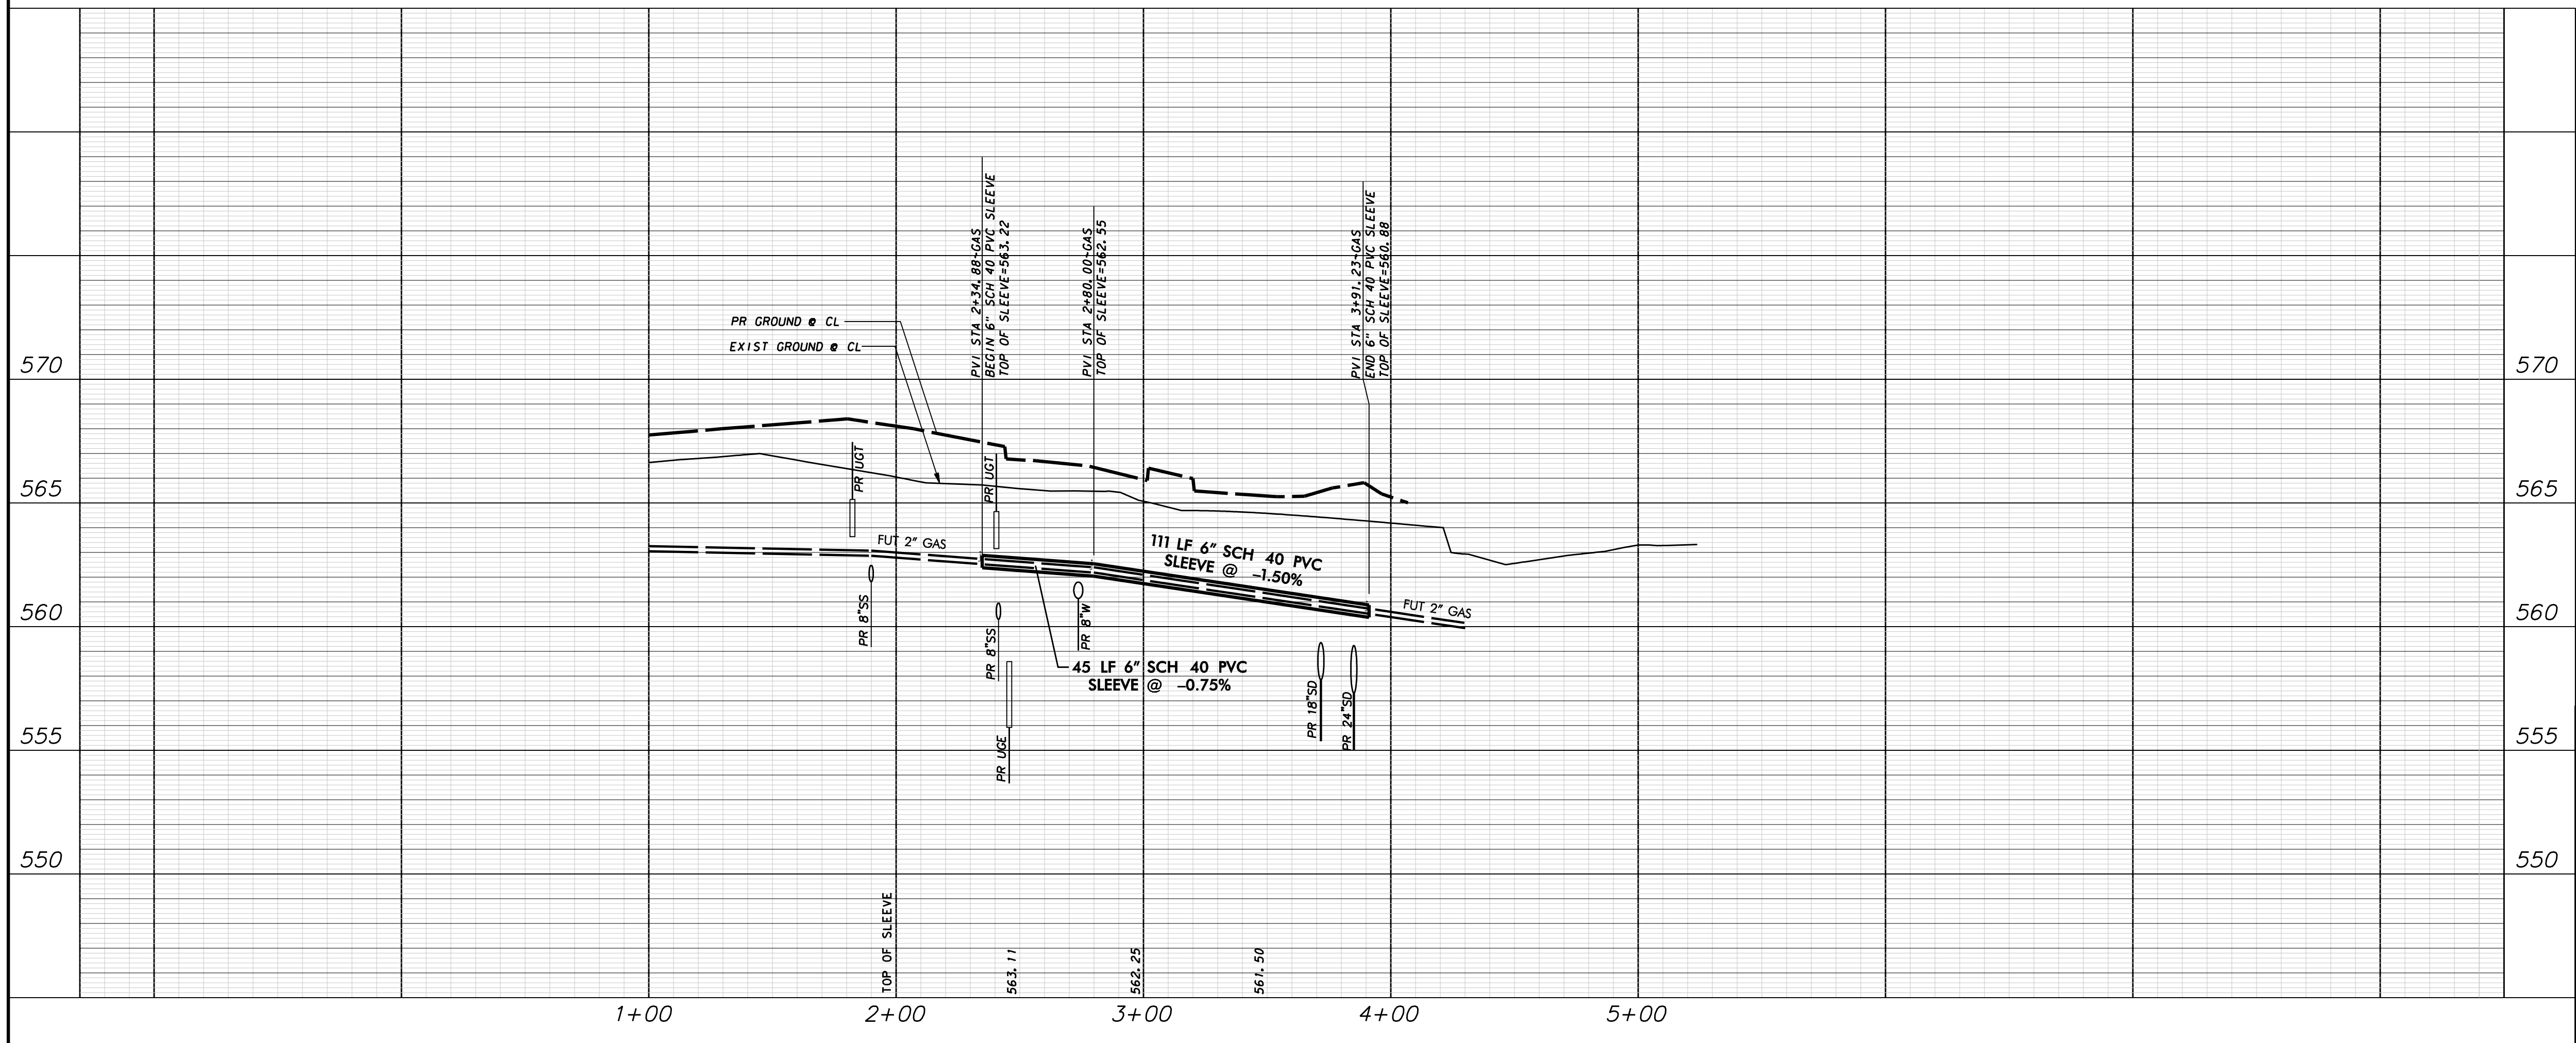 PVI STA 2+34.88~GAS
BEGIN 6" SCH 40 PVC SLEEVE
TOP OF SLEEVE=563.22
PVI STA 2+80.00~GAS
TOP OF SLEEVE=562.55
PVI STA 3+91.23~GAS
END 6" SCH 40 PVC SLEEVE
TOP OF SLEEVE=560.88
PR GROUND @ CL
EXIST GROUND @ CL
570
570
PR UGT
PR UGT
565
565
FUT 2" GAS
111 LF 6" SCH 40 PVC
SLEEVE @ -1.50%
560
FUT 2" GAS
560
PR 8"SS
PR 8"SS
PR 8"W
45 LF 6" SCH 40 PVC
SLEEVE @ -0.75%
PR 18"SD
PR 24"SD
555
PR UGE
555
550
550
TOP OF SLEEVE
563.11
562.25
561.50
1+00
2+00
3+00
4+00
5+00